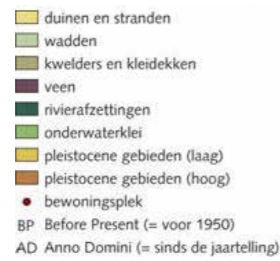 duinen en stranden
wadden
kwelders en kleidekken
veen
rivierafzettingen
onderwaterklei
pleistocene gebieden (laag)
pleistocene gebieden (hoog)
bewoningsplek
BP Before Present (= voor 1950)
AD Anno Domini (= sinds de jaartelling)